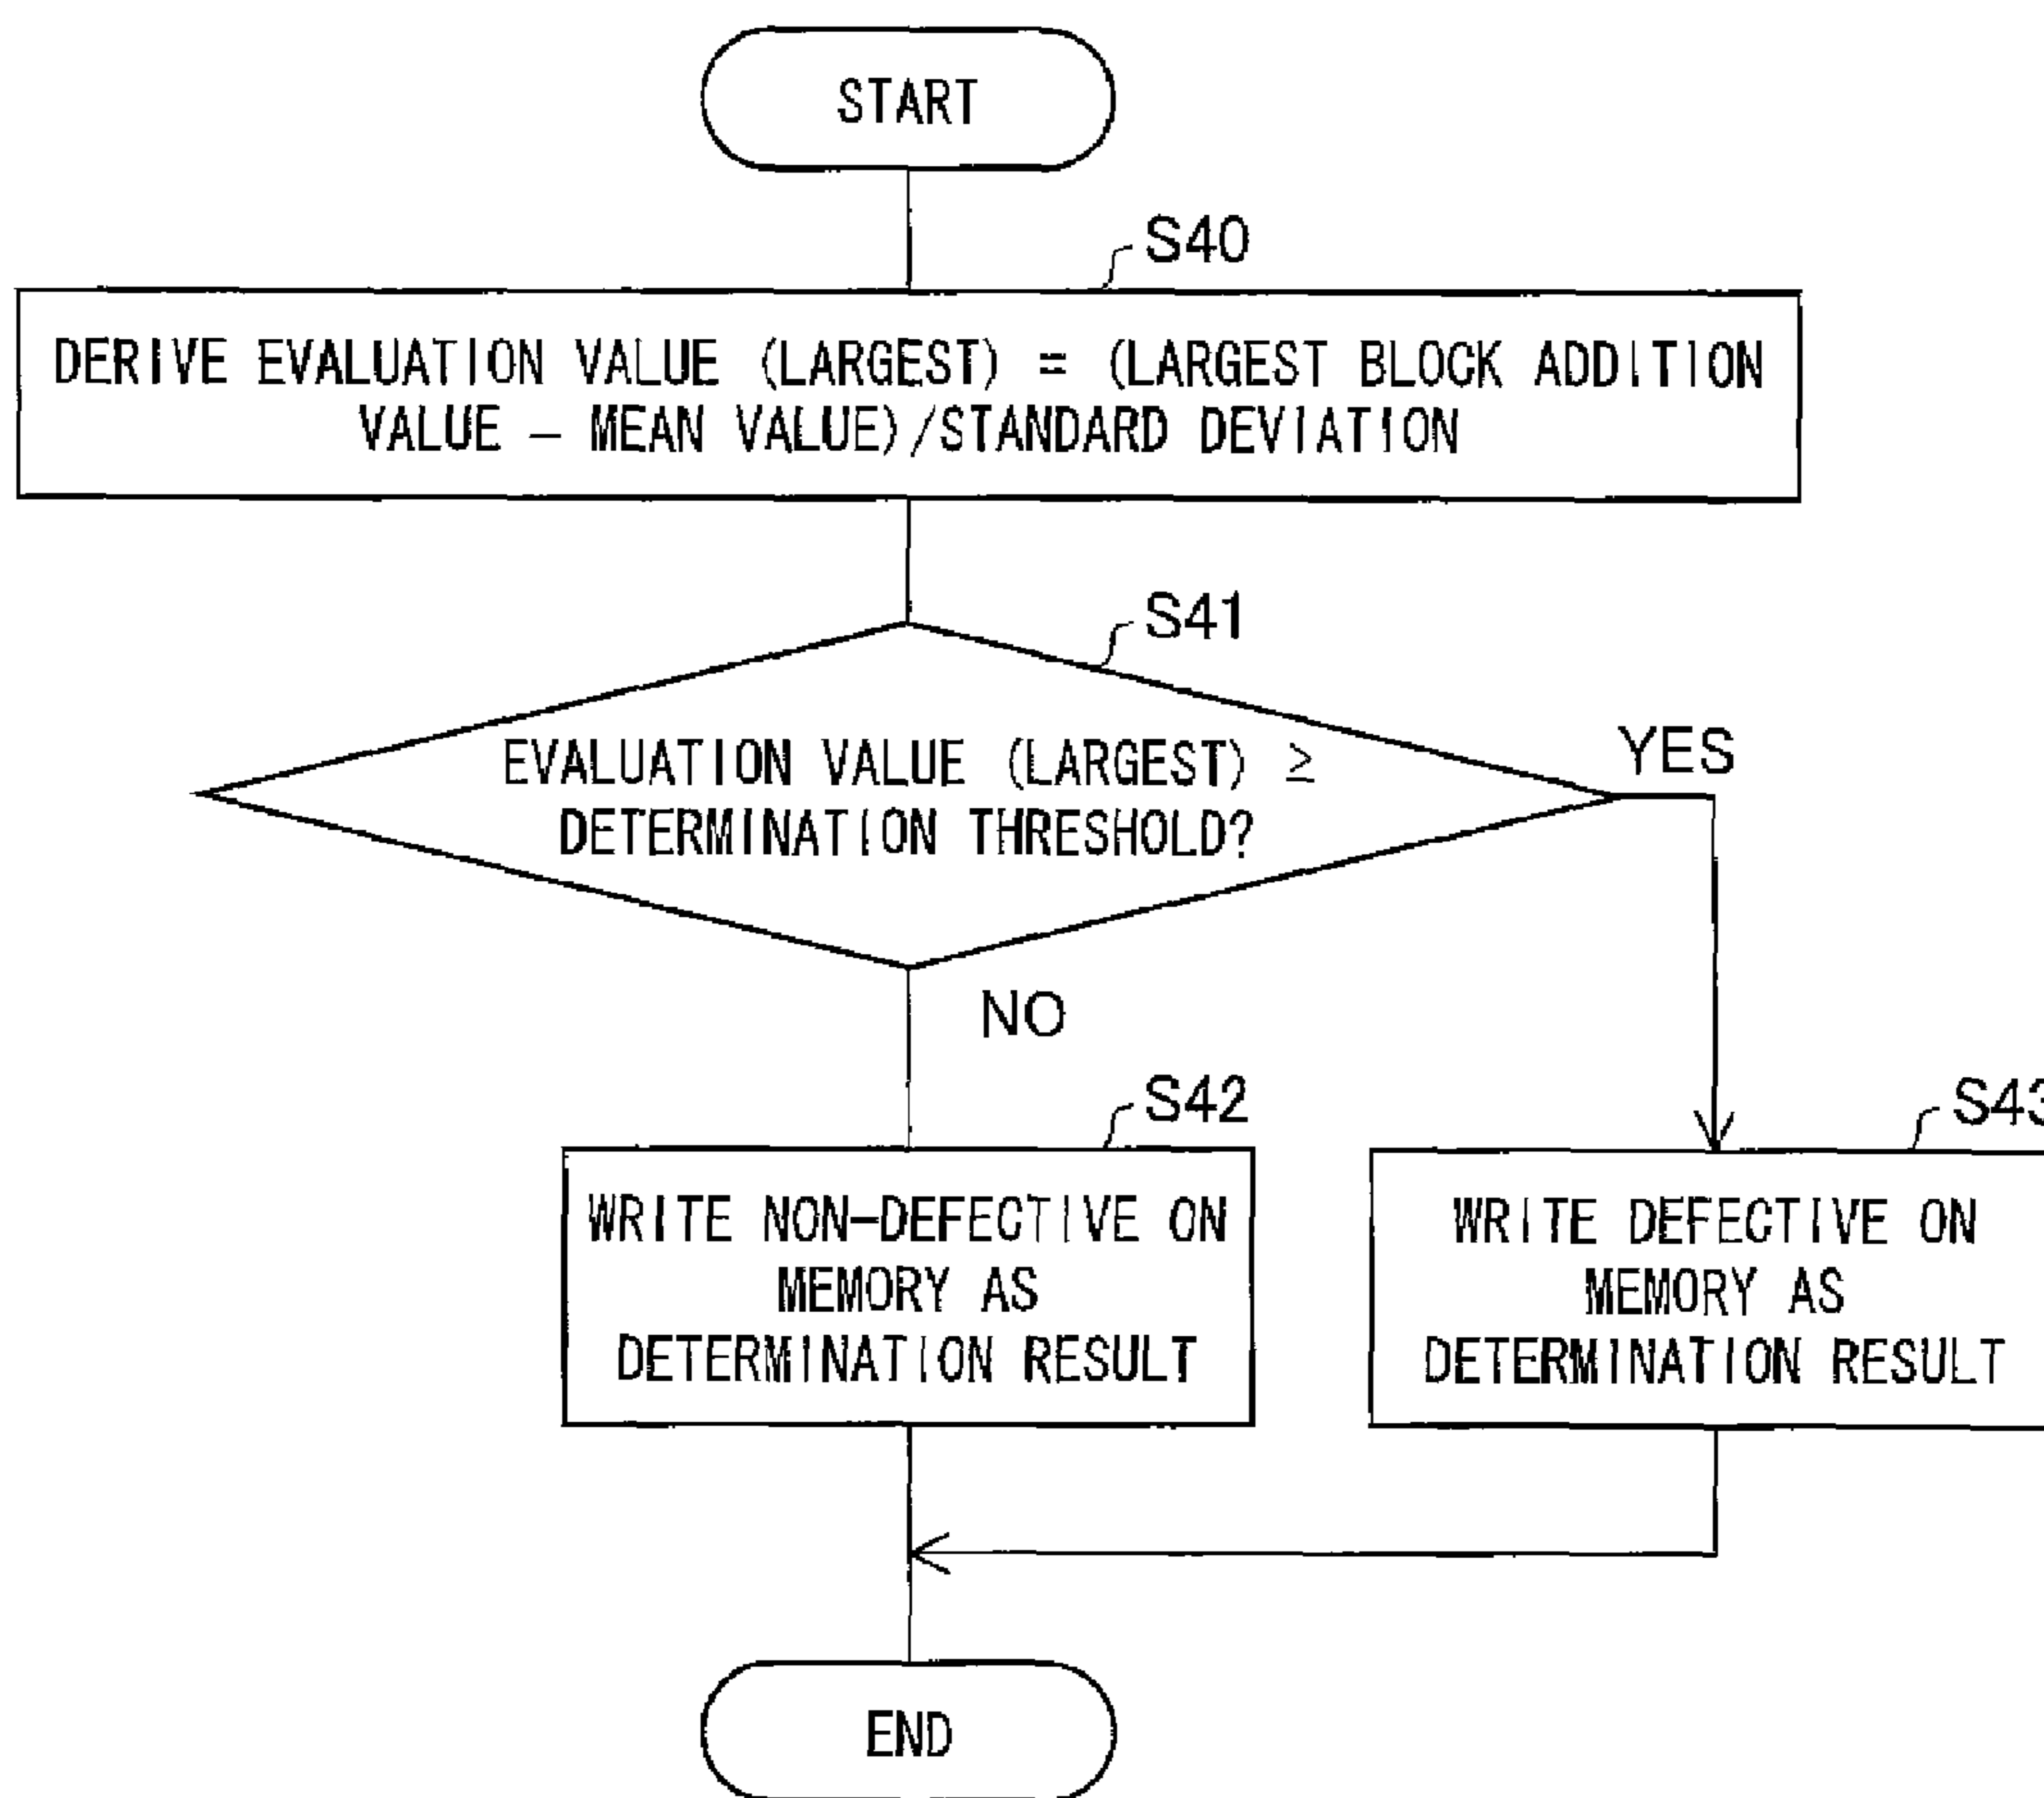 START
S40
DERIVE EVALUATION VALUE (LARGEST) = (LARGEST BLOCK ADDITION
VALUE – MEAN VALUE)/STANDARD DEVIATION
S41
EVALUATION VALUE (LARGEST) ≥
DETERMINATION THRESHOLD?
YES
NO
S42
WRITE NON-DEFECTIVE ON
MEMORY AS
DETERMINATION RESULT
S43
WRITE DEFECTIVE ON
MEMORY AS
DETERMINATION RESULT
END